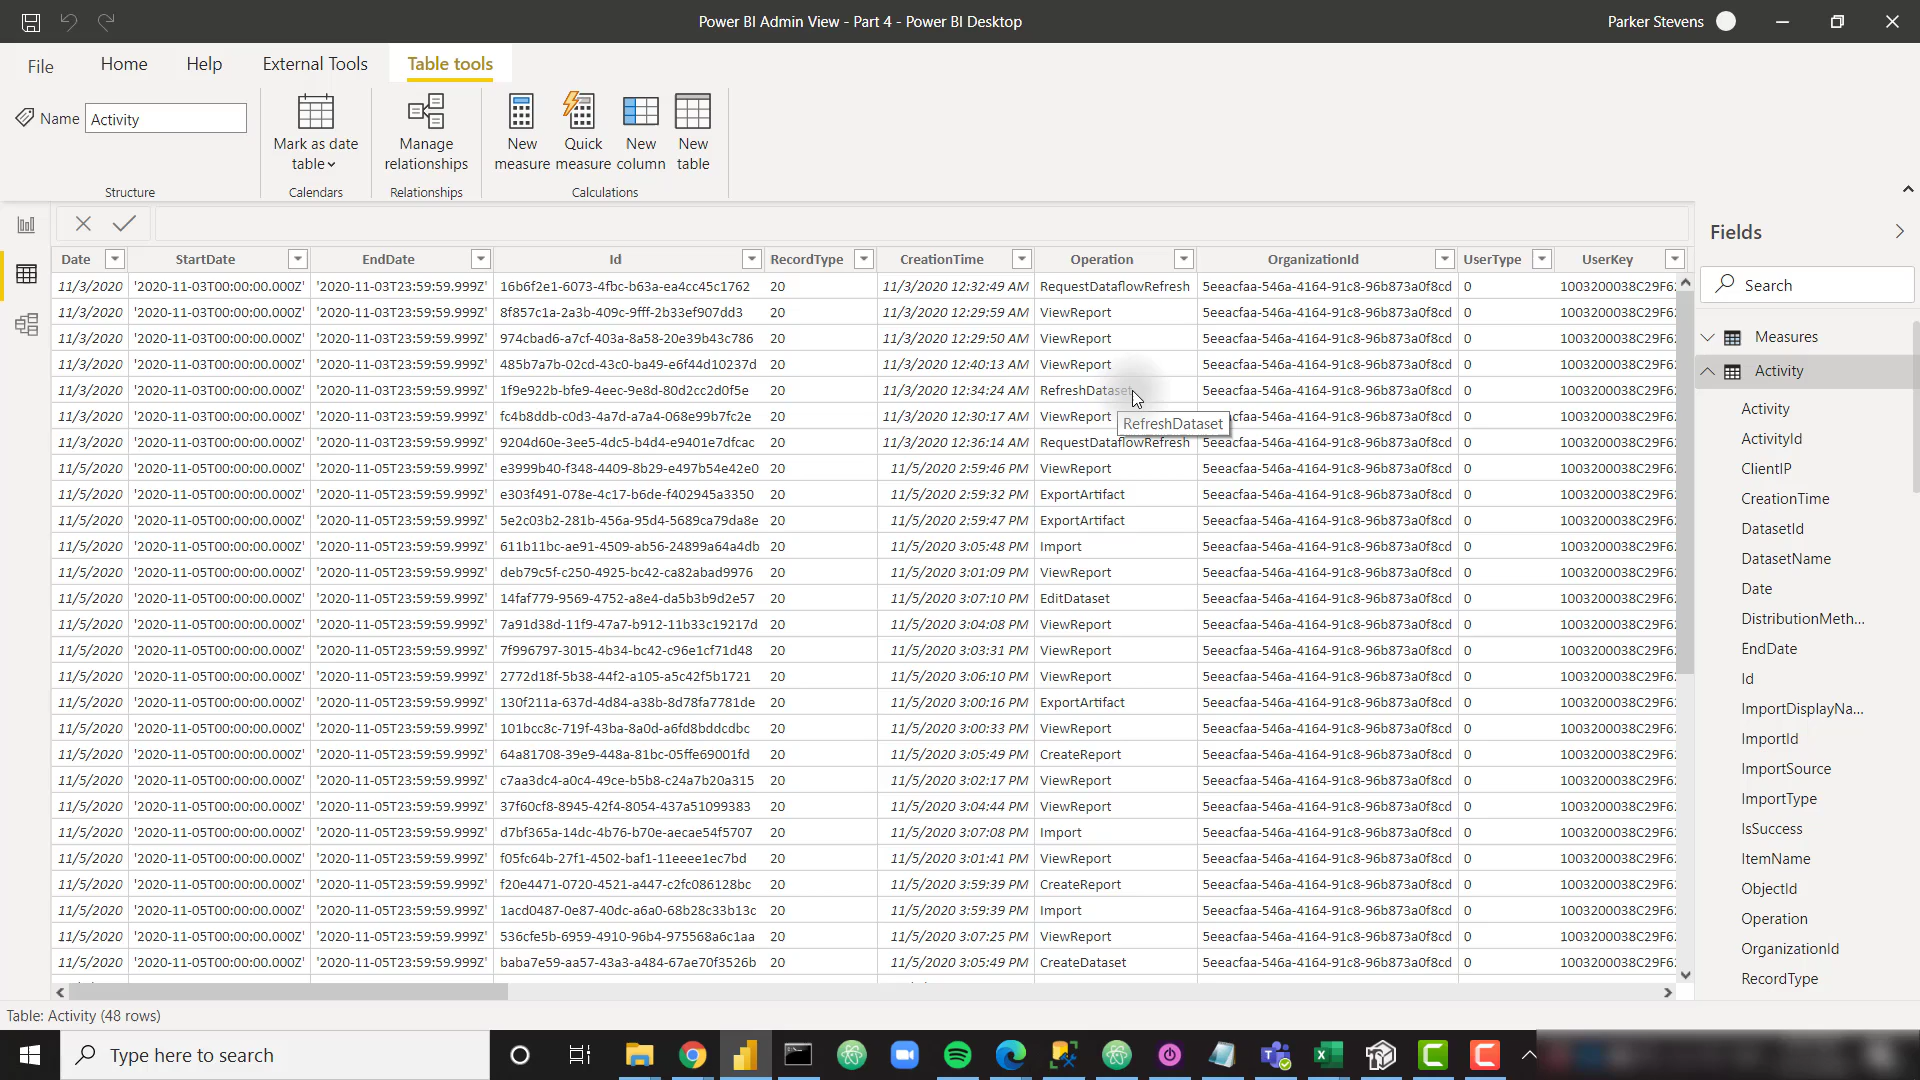 Power BI Admin View - Part 4 - Power BI Desktop
Parker Stevens
File Home Help External Tools Table tools
Name Activity
Mark as date table
Manage relationships
New measure
Quick measure
New column
New table
Structure Calendars Relationships Calculations
Date StartDate EndDate Id RecordType CreationTime Operation OrganizationId UserType UserKey
11/3/2020 '2020-11-03T00:00:00.000Z' '2020-11-03T23:59:59.999Z' 16b6f2e1-6073-4fbc-b63a-ea4cc45c1762 20 11/3/2020 12:32:49 AM RequestDataflowRefresh 5eeacfaa-546a-4164-91c8-96b873a0f8cd 0 1003200038C29F6
11/3/2020 '2020-11-03T00:00:00.000Z' '2020-11-03T23:59:59.999Z' 8f857c1a-2a3b-409c-9fff-2b33ef907dd3 20 11/3/2020 12:29:59 AM ViewReport 5eeacfaa-546a-4164-91c8-96b873a0f8cd 0 1003200038C29F6
11/3/2020 '2020-11-03T00:00:00.000Z' '2020-11-03T23:59:59.999Z' 974cbad6-a7cf-403a-8a58-20e39b43c786 20 11/3/2020 12:29:50 AM ViewReport 5eeacfaa-546a-4164-91c8-96b873a0f8cd 0 1003200038C29F6
11/3/2020 '2020-11-03T00:00:00.000Z' '2020-11-03T23:59:59.999Z' 485b7a7b-02cd-43c0-ba49-e6f44d10237d 20 11/3/2020 12:40:13 AM ViewReport 5eeacfaa-546a-4164-91c8-96b873a0f8cd 0 1003200038C29F6
11/3/2020 '2020-11-03T00:00:00.000Z' '2020-11-03T23:59:59.999Z' 1f9e922b-bfe9-4eec-9e8d-80d2cc2d0f5e 20 11/3/2020 12:34:24 AM RefreshDataset 5eeacfaa-546a-4164-91c8-96b873a0f8cd 0 1003200038C29F6
11/3/2020 '2020-11-03T00:00:00.000Z' '2020-11-03T23:59:59.999Z' fc4b8ddb-c0d3-4a7d-a7a4-068e99b7fc2e 20 11/3/2020 12:30:17 AM ViewReport cfaa-546a-4164-91c8-96b873a0f8cd 0 1003200038C29F6
RefreshDataset
11/3/2020 '2020-11-03T00:00:00.000Z' '2020-11-03T23:59:59.999Z' 9204d60e-3ee5-4dc5-b4d4-e9401e7dfcac 20 11/3/2020 12:36:14 AM RequestDataflowRefresh 5eeacfaa-546a-4164-91c8-96b873a0f8cd 0 1003200038C29F6
11/5/2020 '2020-11-05T00:00:00.000Z' '2020-11-05T23:59:59.999Z' e3999b40-f348-4409-8b29-e497b54e42e0 20 11/5/2020 2:59:46 PM ViewReport 5eeacfaa-546a-4164-91c8-96b873a0f8cd 0 1003200038C29F6
11/5/2020 '2020-11-05T00:00:00.000Z' '2020-11-05T23:59:59.999Z' e303f491-078e-4c17-b6de-f402945a3350 20 11/5/2020 2:59:32 PM ExportArtifact 5eeacfaa-546a-4164-91c8-96b873a0f8cd 0 1003200038C29F6
11/5/2020 '2020-11-05T00:00:00.000Z' '2020-11-05T23:59:59.999Z' 5e2c03b2-281b-456a-95d4-5689ca79da8e 20 11/5/2020 2:59:47 PM ExportArtifact 5eeacfaa-546a-4164-91c8-96b873a0f8cd 0 1003200038C29F6
11/5/2020 '2020-11-05T00:00:00.000Z' '2020-11-05T23:59:59.999Z' 611b11bc-ae91-4509-ab56-24899a64a4db 20 11/5/2020 3:05:48 PM Import 5eeacfaa-546a-4164-91c8-96b873a0f8cd 0 1003200038C29F6
11/5/2020 '2020-11-05T00:00:00.000Z' '2020-11-05T23:59:59.999Z' deb79c5f-c250-4925-bc42-ca82abad9976 20 11/5/2020 3:01:09 PM ViewReport 5eeacfaa-546a-4164-91c8-96b873a0f8cd 0 1003200038C29F6
11/5/2020 '2020-11-05T00:00:00.000Z' '2020-11-05T23:59:59.999Z' 14faf779-9569-4752-a8e4-da5b3b9d2e57 20 11/5/2020 3:07:10 PM EditDataset 5eeacfaa-546a-4164-91c8-96b873a0f8cd 0 1003200038C29F6
11/5/2020 '2020-11-05T00:00:00.000Z' '2020-11-05T23:59:59.999Z' 7a91d38d-11f9-47a7-b912-11b33c19217d 20 11/5/2020 3:04:08 PM ViewReport 5eeacfaa-546a-4164-91c8-96b873a0f8cd 0 1003200038C29F6
11/5/2020 '2020-11-05T00:00:00.000Z' '2020-11-05T23:59:59.999Z' 7f996797-3015-4b34-bc42-c96e1cf71d48 20 11/5/2020 3:03:31 PM ViewReport 5eeacfaa-546a-4164-91c8-96b873a0f8cd 0 1003200038C29F6
11/5/2020 '2020-11-05T00:00:00.000Z' '2020-11-05T23:59:59.999Z' 2772d18f-5b38-44f2-a105-a5c42f5b1721 20 11/5/2020 3:06:10 PM ViewReport 5eeacfaa-546a-4164-91c8-96b873a0f8cd 0 1003200038C29F6
11/5/2020 '2020-11-05T00:00:00.000Z' '2020-11-05T23:59:59.999Z' 130f211a-637d-4d84-a38b-8d78fa7781de 20 11/5/2020 3:00:16 PM ExportArtifact 5eeacfaa-546a-4164-91c8-96b873a0f8cd 0 1003200038C29F6
11/5/2020 '2020-11-05T00:00:00.000Z' '2020-11-05T23:59:59.999Z' 101bcc8c-719f-43ba-8a0d-a6fd8bddcdbc 20 11/5/2020 3:00:33 PM ViewReport 5eeacfaa-546a-4164-91c8-96b873a0f8cd 0 1003200038C29F6
11/5/2020 '2020-11-05T00:00:00.000Z' '2020-11-05T23:59:59.999Z' 64a81708-39e9-448a-81bc-05ffe69001fd 20 11/5/2020 3:05:49 PM CreateReport 5eeacfaa-546a-4164-91c8-96b873a0f8cd 0 1003200038C29F6
11/5/2020 '2020-11-05T00:00:00.000Z' '2020-11-05T23:59:59.999Z' c7aa3dc4-a0c4-49ce-b5b8-c24a7b20a315 20 11/5/2020 3:02:17 PM ViewReport 5eeacfaa-546a-4164-91c8-96b873a0f8cd 0 1003200038C29F6
11/5/2020 '2020-11-05T00:00:00.000Z' '2020-11-05T23:59:59.999Z' 37f60cf8-8945-42f4-8054-437a51099383 20 11/5/2020 3:04:44 PM ViewReport 5eeacfaa-546a-4164-91c8-96b873a0f8cd 0 1003200038C29F6
11/5/2020 '2020-11-05T00:00:00.000Z' '2020-11-05T23:59:59.999Z' d7bf365a-14dc-4b76-b70e-aecae54f5707 20 11/5/2020 3:07:08 PM Import 5eeacfaa-546a-4164-91c8-96b873a0f8cd 0 1003200038C29F6
11/5/2020 '2020-11-05T00:00:00.000Z' '2020-11-05T23:59:59.999Z' f05fc64b-27f1-4502-baf1-11eeee1ec7bd 20 11/5/2020 3:01:41 PM ViewReport 5eeacfaa-546a-4164-91c8-96b873a0f8cd 0 1003200038C29F6
11/5/2020 '2020-11-05T00:00:00.000Z' '2020-11-05T23:59:59.999Z' f20e4471-0720-4521-a447-c2fc086128bc 20 11/5/2020 3:59:39 PM CreateReport 5eeacfaa-546a-4164-91c8-96b873a0f8cd 0 1003200038C29F6
11/5/2020 '2020-11-05T00:00:00.000Z' '2020-11-05T23:59:59.999Z' 1acd0487-0e87-40dc-a6a0-68b28c33b13c 20 11/5/2020 3:59:39 PM Import 5eeacfaa-546a-4164-91c8-96b873a0f8cd 0 1003200038C29F6
11/5/2020 '2020-11-05T00:00:00.000Z' '2020-11-05T23:59:59.999Z' 536cfe5b-6959-4910-96b4-975568a6c1aa 20 11/5/2020 3:07:25 PM ViewReport 5eeacfaa-546a-4164-91c8-96b873a0f8cd 0 1003200038C29F6
11/5/2020 '2020-11-05T00:00:00.000Z' '2020-11-05T23:59:59.999Z' baba7e59-aa57-43a3-a484-67ae70f3526b 20 11/5/2020 3:05:49 PM CreateDataset 5eeacfaa-546a-4164-91c8-96b873a0f8cd 0 1003200038C29F6
Fields
Search
Measures
Activity
Activity
ActivityId
ClientIP
CreationTime
DatasetId
DatasetName
Date
DistributionMeth...
EndDate
Id
ImportDisplayNa...
ImportId
ImportSource
ImportType
IsSuccess
ItemName
ObjectId
Operation
OrganizationId
RecordType
Table: Activity (48 rows)
Type here to search